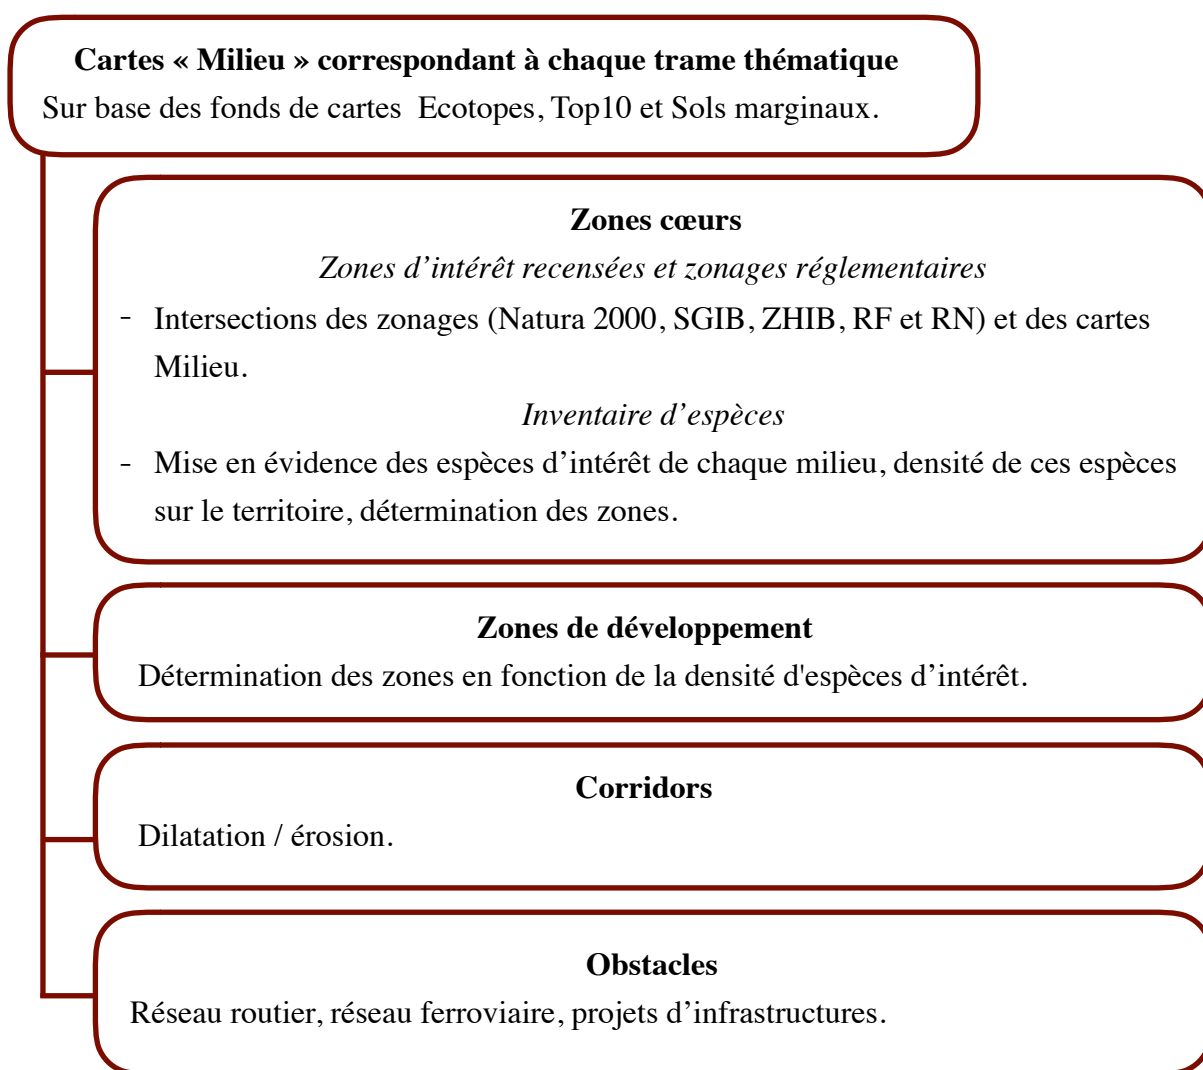 Cartes « Milieu » correspondant à chaque trame thématique
Sur base des fonds de cartes  Ecotopes, Top10 et Sols marginaux.
Zones cœurs
Zones d’intérêt recensées et zonages réglementaires
- Intersections des zonages (Natura 2000, SGIB, ZHIB, RF et RN) et des cartes
Milieu.
Inventaire d’espèces
- Mise en évidence des espèces d’intérêt de chaque milieu, densité de ces espèces
sur le territoire, détermination des zones.
Zones de développement
Détermination des zones en fonction de la densité d'espèces d’intérêt.
Corridors
Dilatation / érosion.
Obstacles
Réseau routier, réseau ferroviaire, projets d’infrastructures.